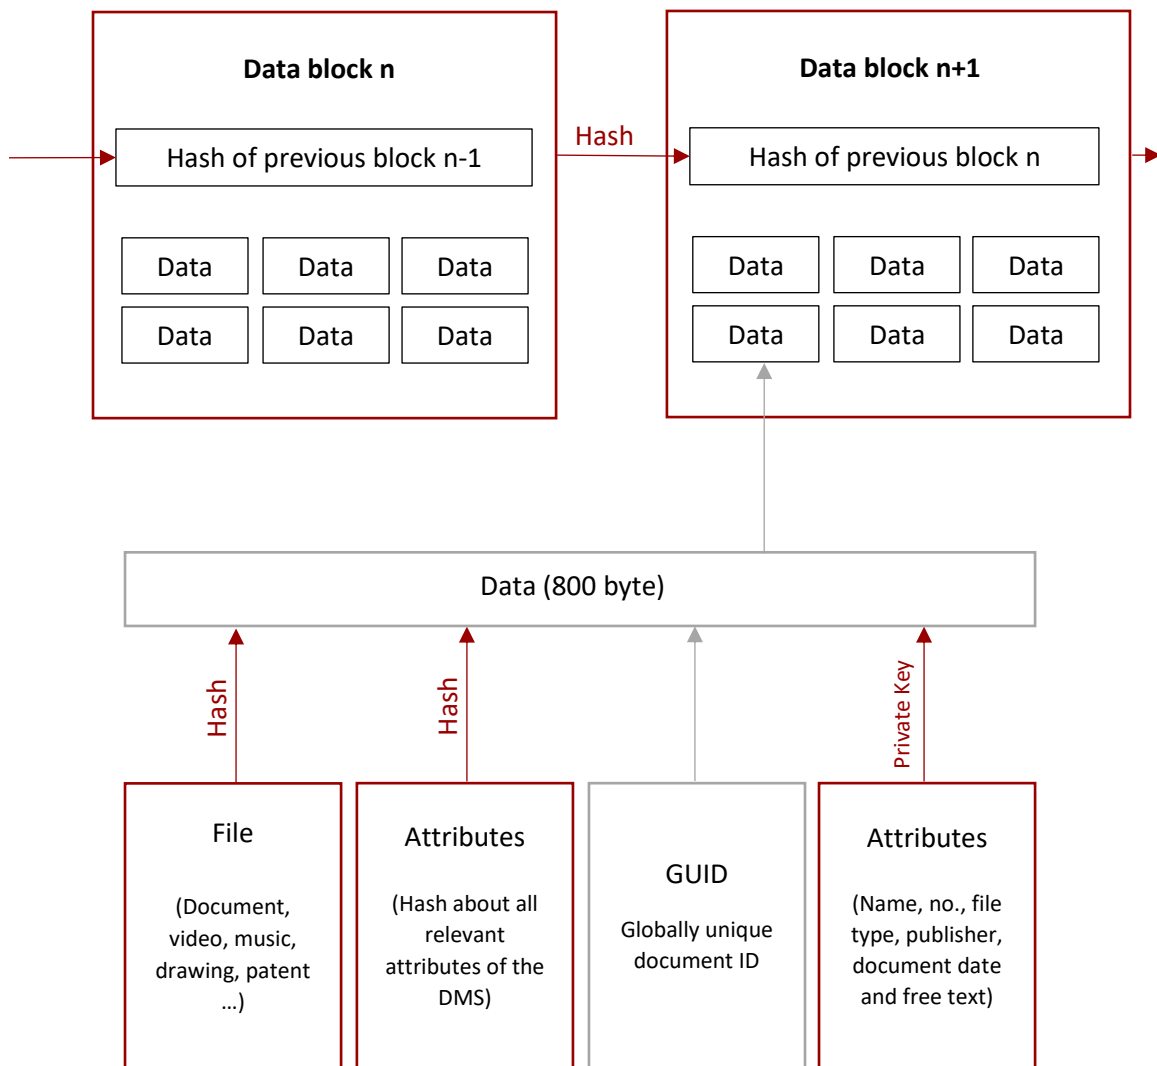 Data block n
Data block n+1
Hash
Hash of previous block n-1
Hash of previous block n
Data
Data
Data
Data
Data
Data
Data
Data
Data
Data
Data
Data
Data (800 byte)
Hash
Hash
Private Key
File
(Document,
video, music,
drawing, patent
...)
Attributes
(Hash about all
relevant
attributes of the
DMS)
GUID
Globally unique
document ID
Attributes
(Name, no., file
type, publisher,
document date
and free text)